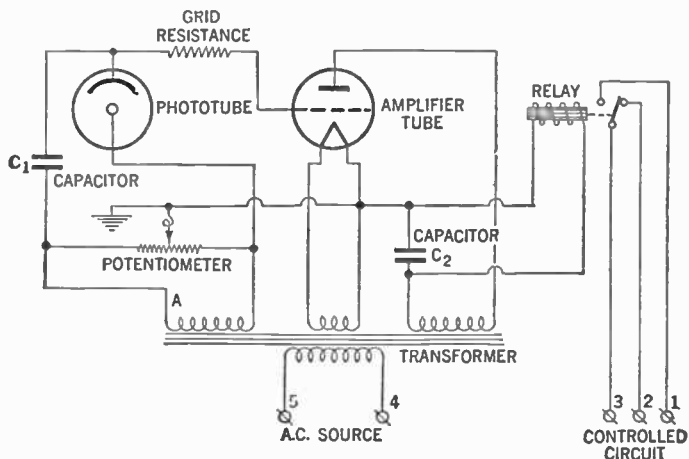 GRID
RESISTANCE
PHOTOTUBE
AMPLIFIER
TUBE
RELAY
C1
CAPACITOR
CAPACITOR
C2
POTENTIOMETER
A
TRANSFORMER
5
4
A.C. SOURCE
3
2
1
CONTROLLED
CIRCUIT